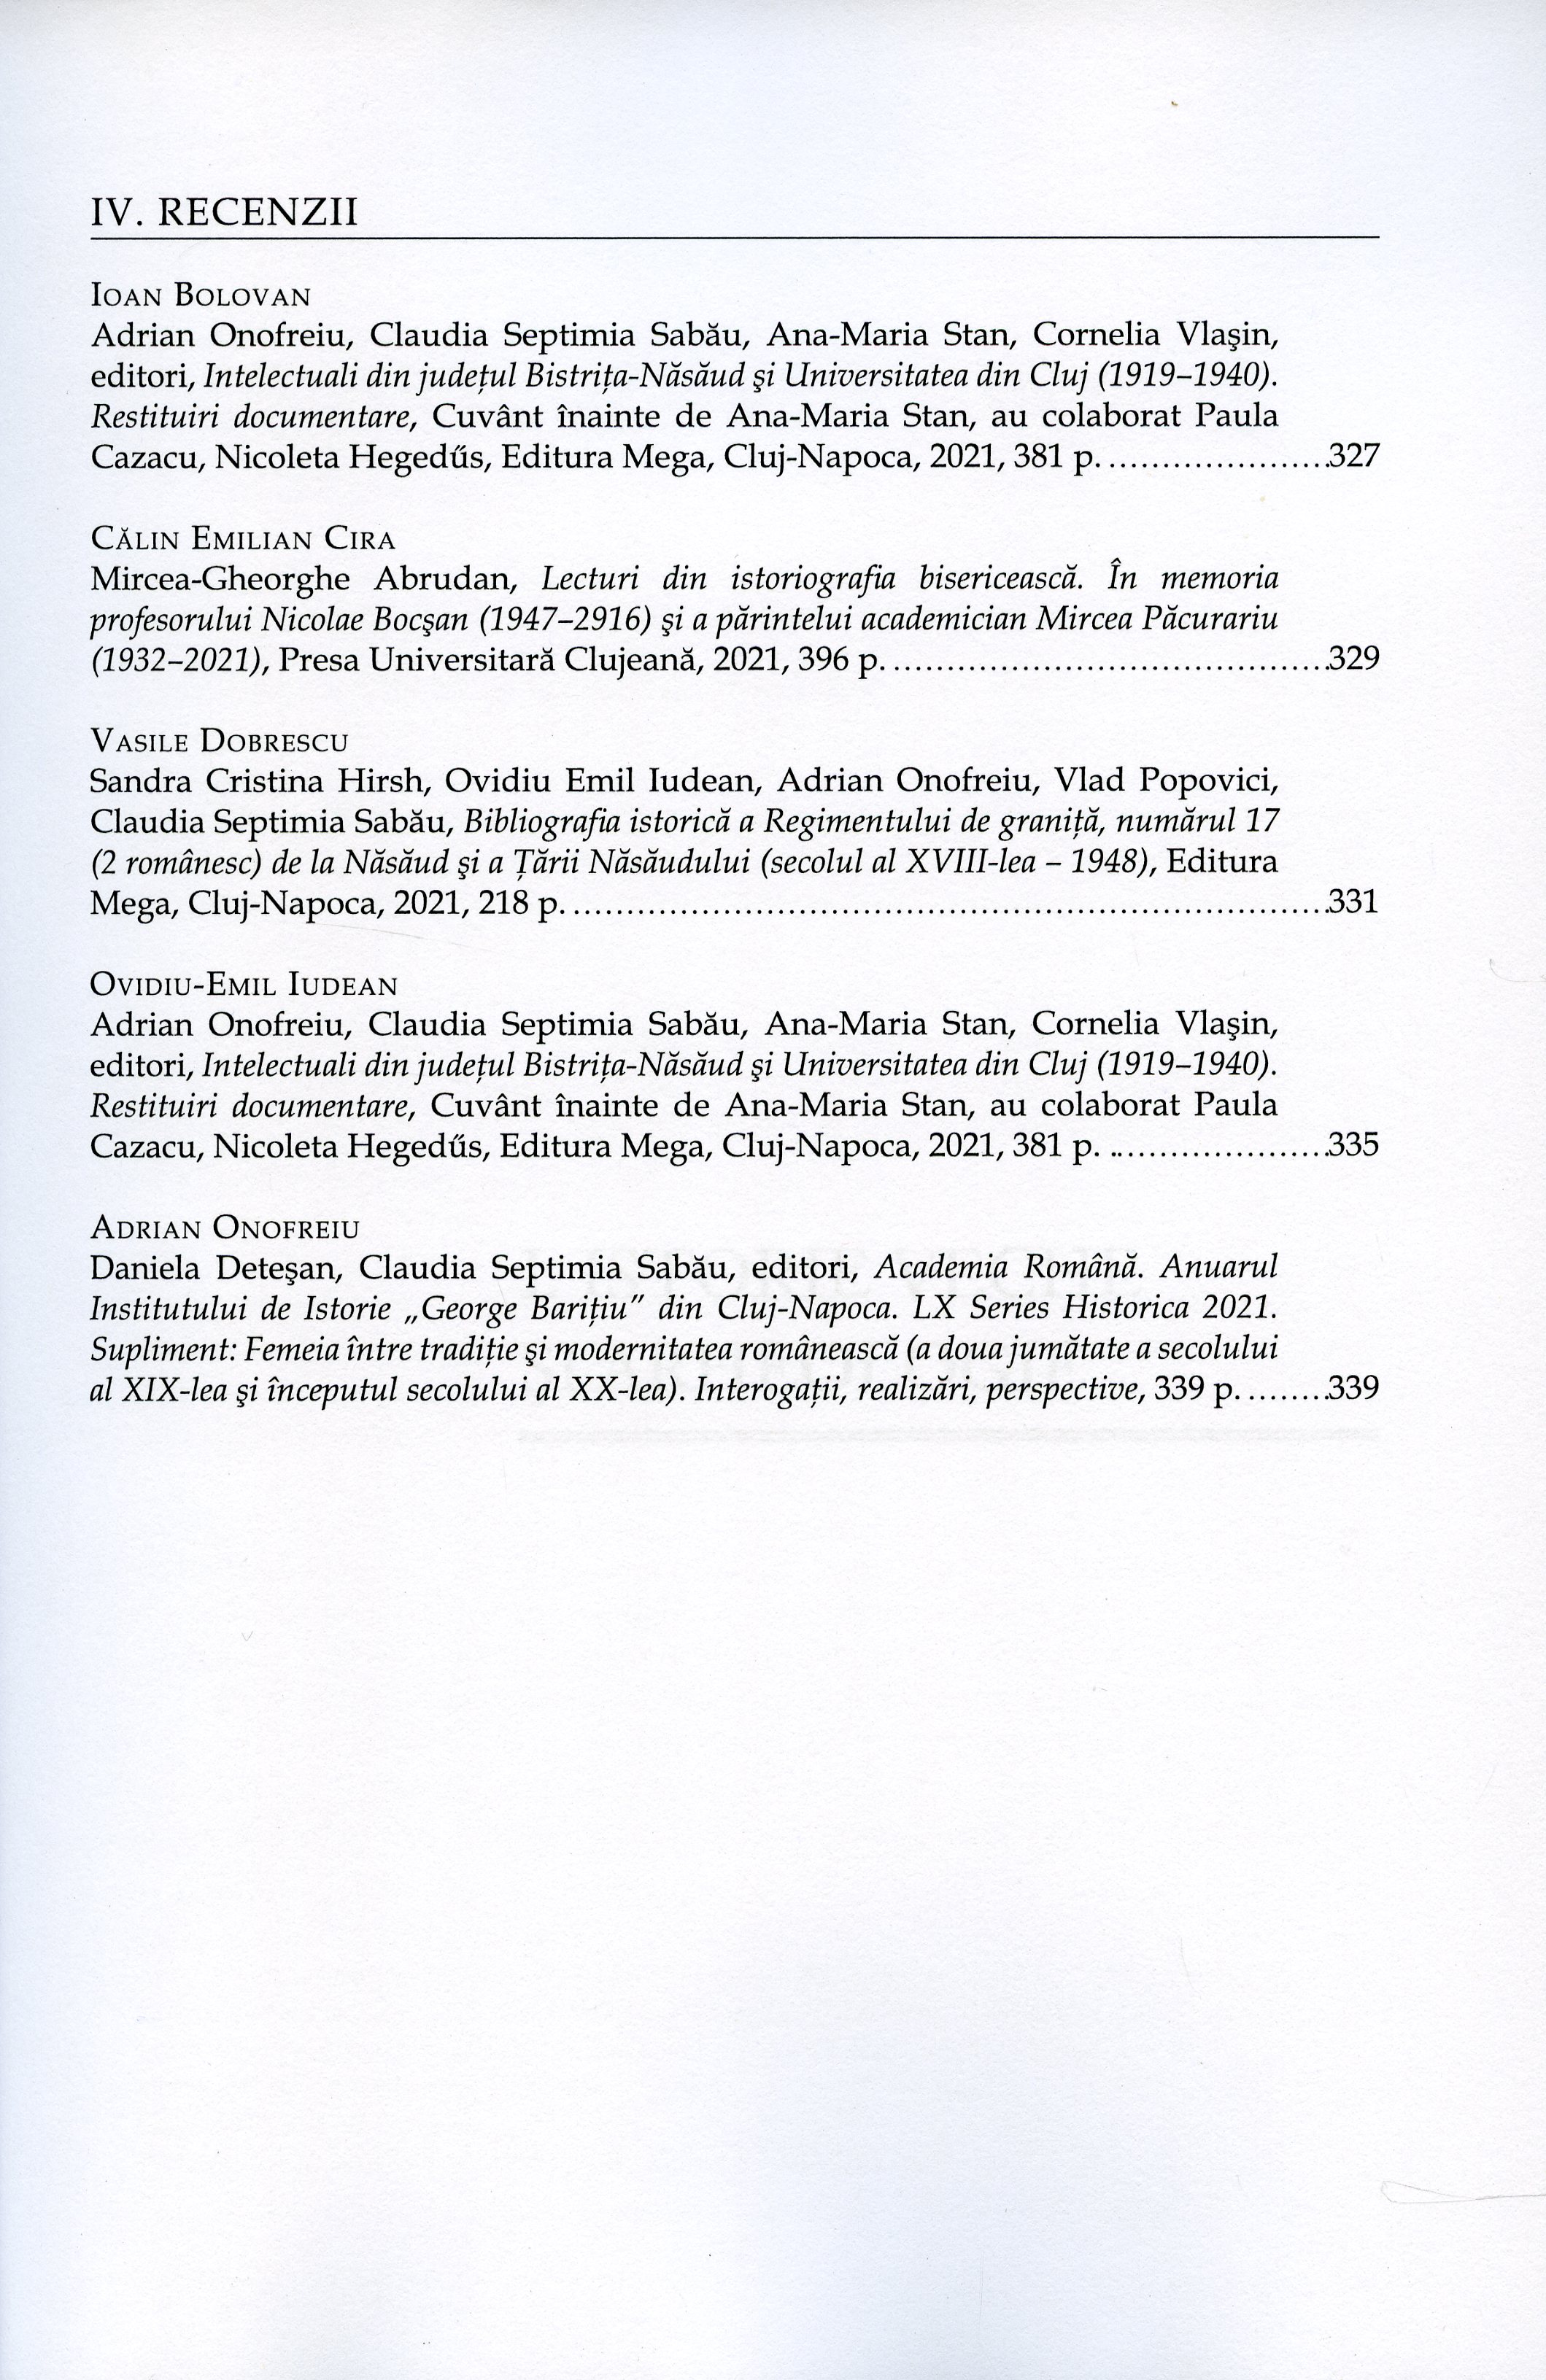 IV. RECENZII
IOAN BOLOVAN
Adrian Onofreiu, Claudia Septimia Sabău, Ana-Maria Stan, Cornelia Vlaşin,
editori, Intelectuali din judeţul Bistriţa-Năsăud şi Universitatea din Cluj (1919–1940).
Restituiri documentare, Cuvânt înainte de Ana-Maria Stan, au colaborat Paula
Cazacu, Nicoleta Hegedűs, Editura Mega, Cluj-Napoca, 2021, 381 p. ......................327
CĂLIN EMILIAN CIRA
Mircea-Gheorghe Abrudan, Lecturi din istoriografia bisericească. În memoria
profesorului Nicolae Bocşan (1947–2916) şi a părintelui academician Mircea Păcurariu
(1932–2021), Presa Universitară Clujeană, 2021, 396 p. ..........................................329
VASILE DOBRESCU
Sandra Cristina Hirsh, Ovidiu Emil Iudean, Adrian Onofreiu, Vlad Popovici,
Claudia Septimia Sabău, Bibliografia istorică a Regimentului de graniţă, numărul 17
(2 românesc) de la Năsăud şi a Ţării Năsăudului (secolul al XVIII-lea – 1948), Editura
Mega, Cluj-Napoca, 2021, 218 p. .........................................................................331
OVIDIU-EMIL IUDEAN
Adrian Onofreiu, Claudia Septimia Sabău, Ana-Maria Stan, Cornelia Vlaşin,
editori, Intelectuali din judeţul Bistriţa-Năsăud şi Universitatea din Cluj (1919–1940).
Restituiri documentare, Cuvânt înainte de Ana-Maria Stan, au colaborat Paula
Cazacu, Nicoleta Hegedűs, Editura Mega, Cluj-Napoca, 2021, 381 p. .....................335
ADRIAN ONOFREIU
Daniela Deteşan, Claudia Septimia Sabău, editori, Academia Română. Anuarul
Institutului de Istorie „George Bariţiu” din Cluj-Napoca. LX Series Historica 2021.
Supliment: Femeia între tradiţie şi modernitatea românească (a doua jumătate a secolului
al XIX-lea şi începutul secolului al XX-lea). Interogaţii, realizări, perspective, 339 p. ........339